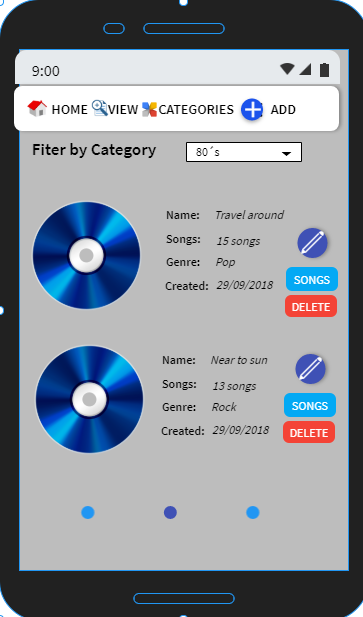 9:00
HOME VIEW CATEGORIES ADD
Fiter by Category 80´s
Name: Travel around
Songs: 15 songs
Genre: Pop
Created: 29/09/2018
SONGS
DELETE
Name: Near to sun
Songs: 13 songs
Genre: Rock
Created: 29/09/2018
SONGS
DELETE